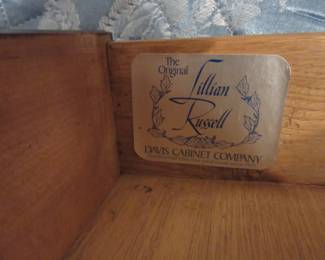 The
Original
Lillian
Russell
DAVIS CABINET COMPANY